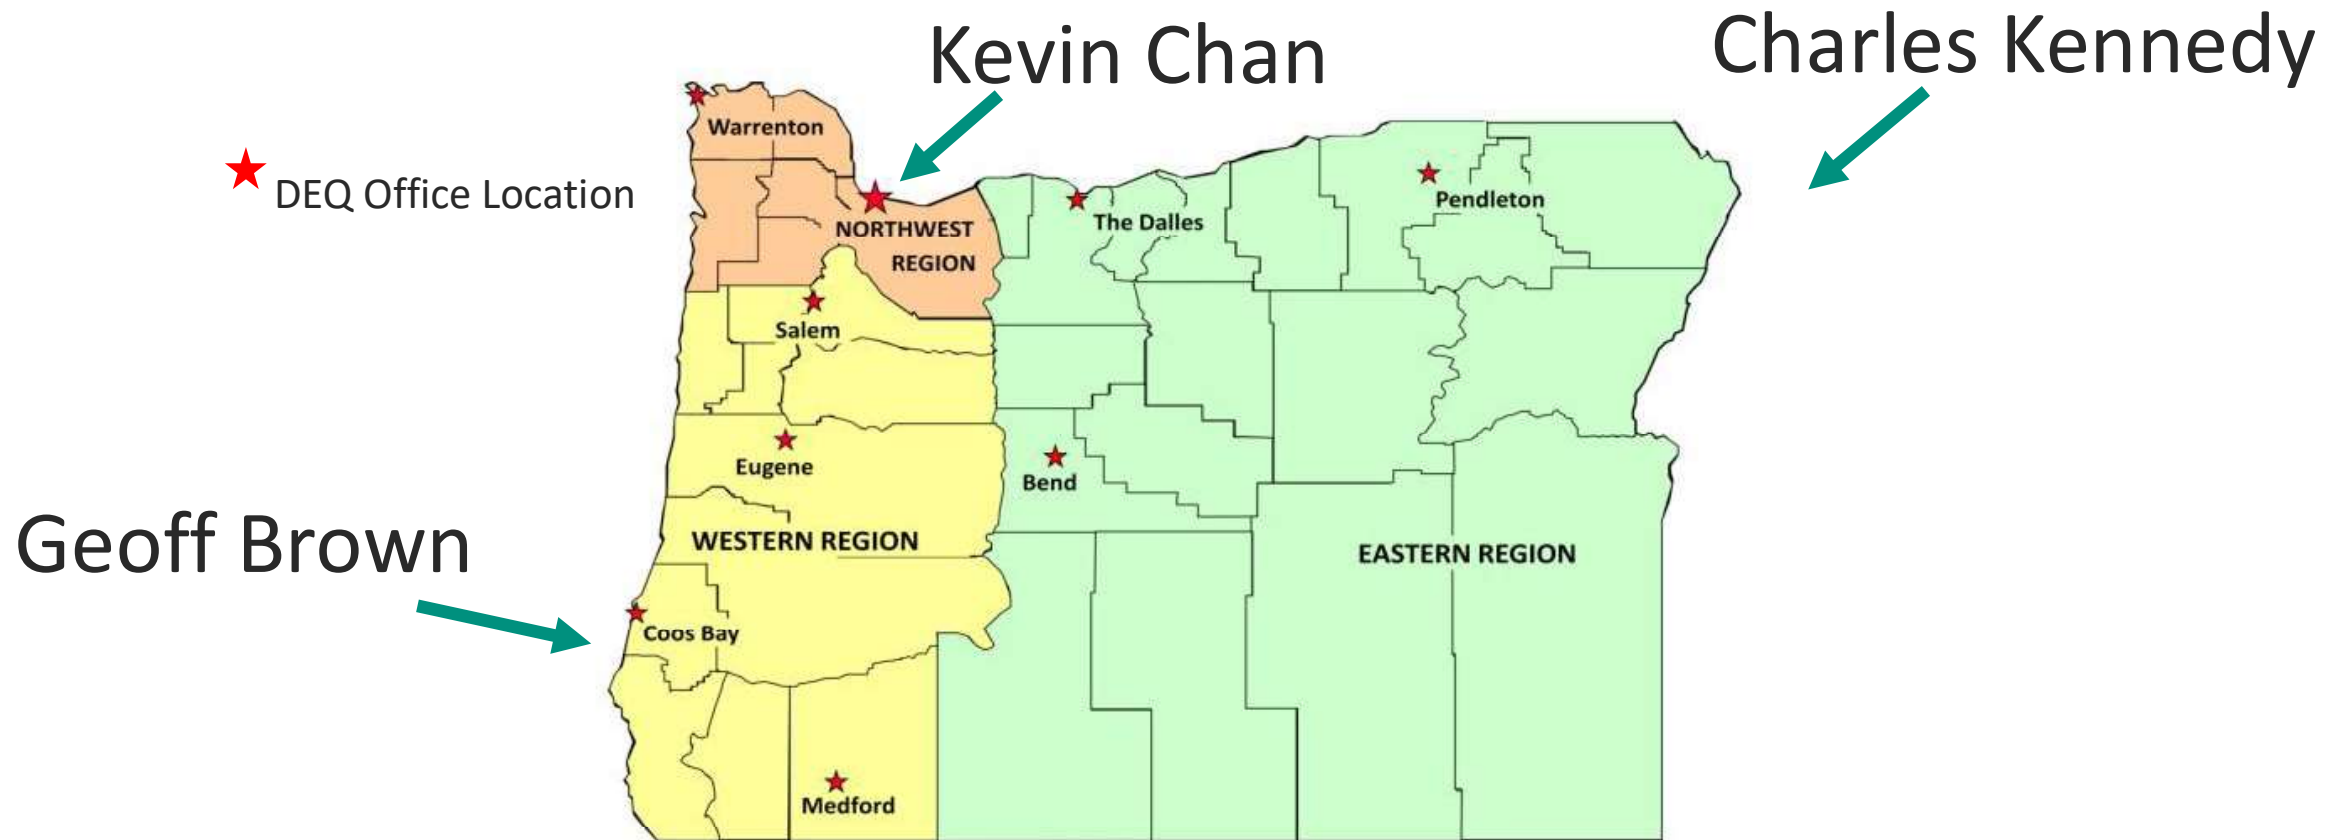 Kevin Chan
Charles Kennedy
Warrenton
DEQ Office Location
Pendleton
The Dalles
NORTHWEST
REGION
Salem
Eugene
Bend
Geoff Brown
WESTERN REGION
EASTERN REGION
Coos Bay
Medford